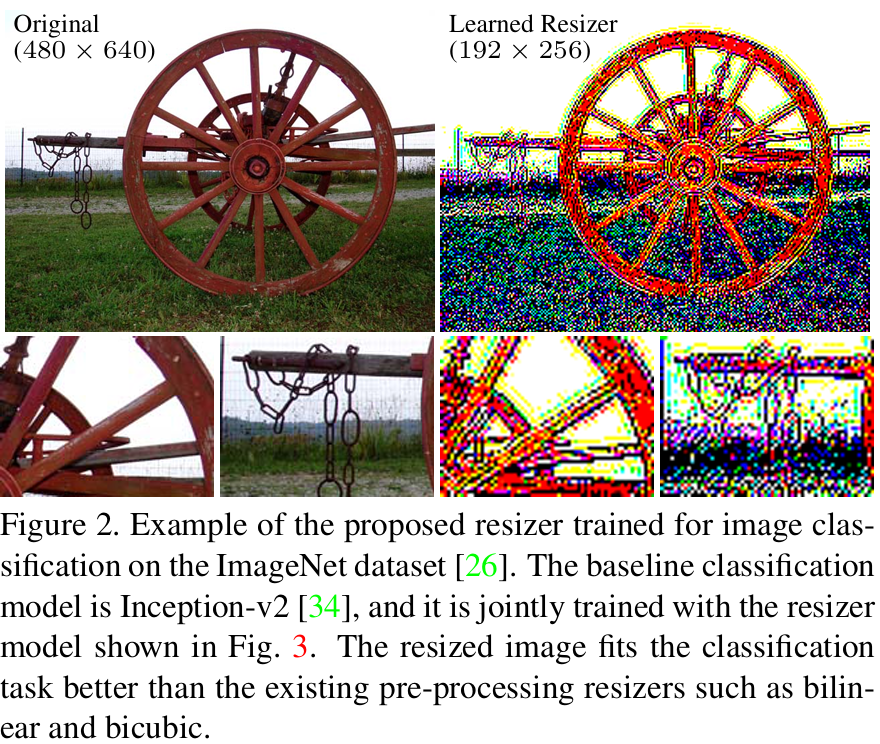 Original
(480 × 640)
Learned Resizer
(192 × 256)
Figure 2. Example of the proposed resizer trained for image clas-
sification on the ImageNet dataset [26]. The baseline classification
model is Inception-v2 [34], and it is jointly trained with the resizer
model shown in Fig. 3. The resized image fits the classification
task better than the existing pre-processing resizers such as bilin-
ear and bicubic.